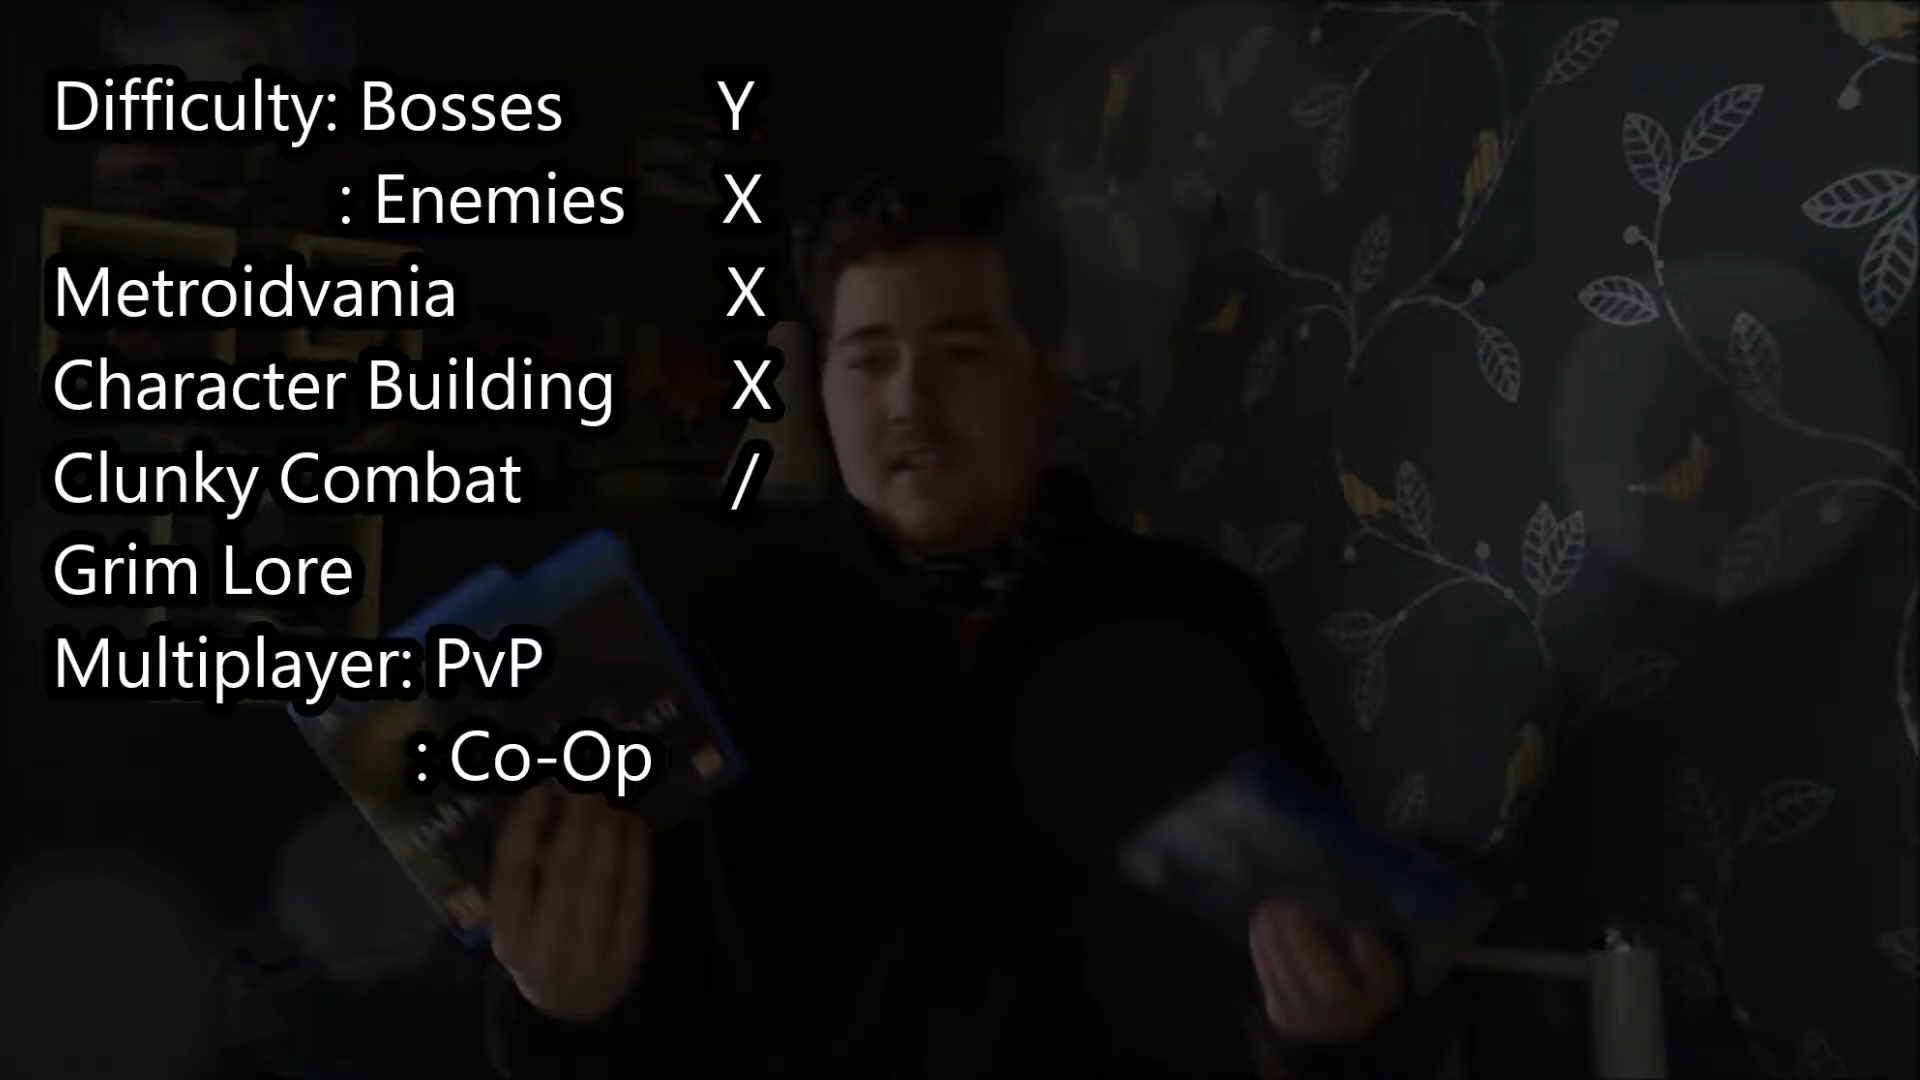 Difficulty: Bosses Y
: Enemies X
Metroidvania X
Character Building X
Clunky Combat /
Grim Lore
Multiplayer: PvP
: Co-Op